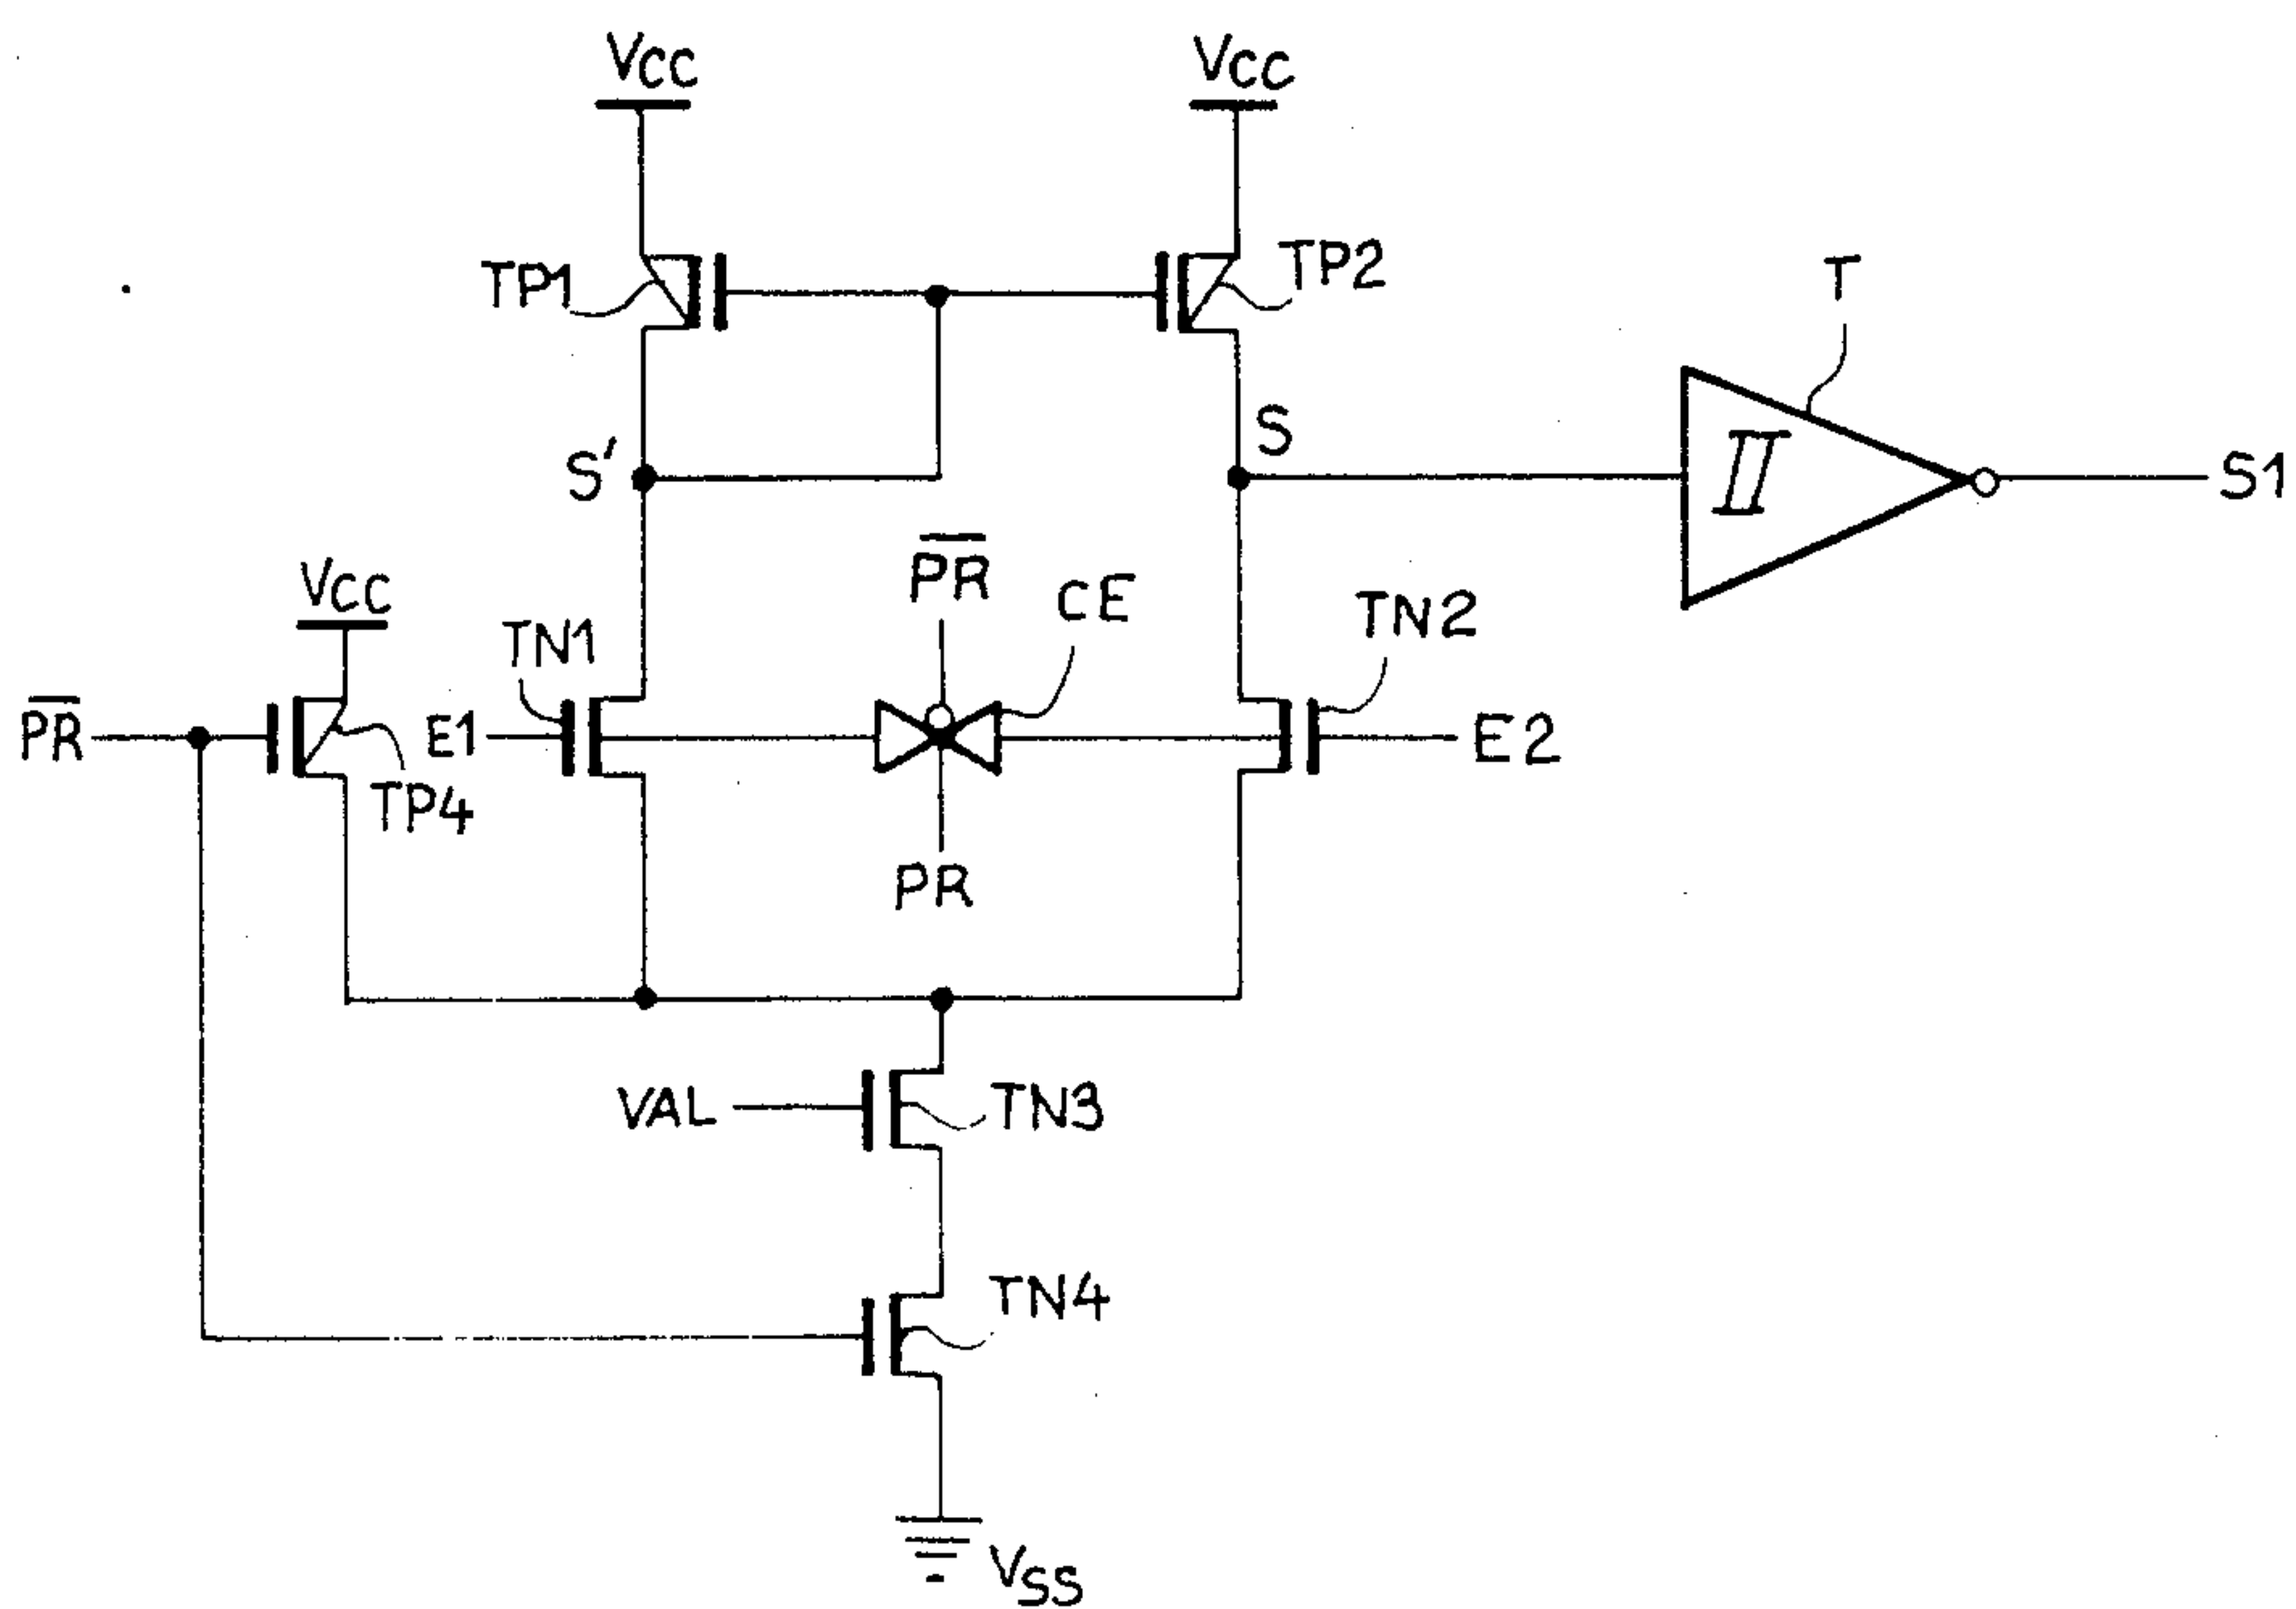 VCC
VCC
TP1
TP2
T
S'
S
II
S1
PR
CE
VCC
TN1
TN2
PR
E1
E2
TP4
PR
VAL
TN3
TN4
VSS